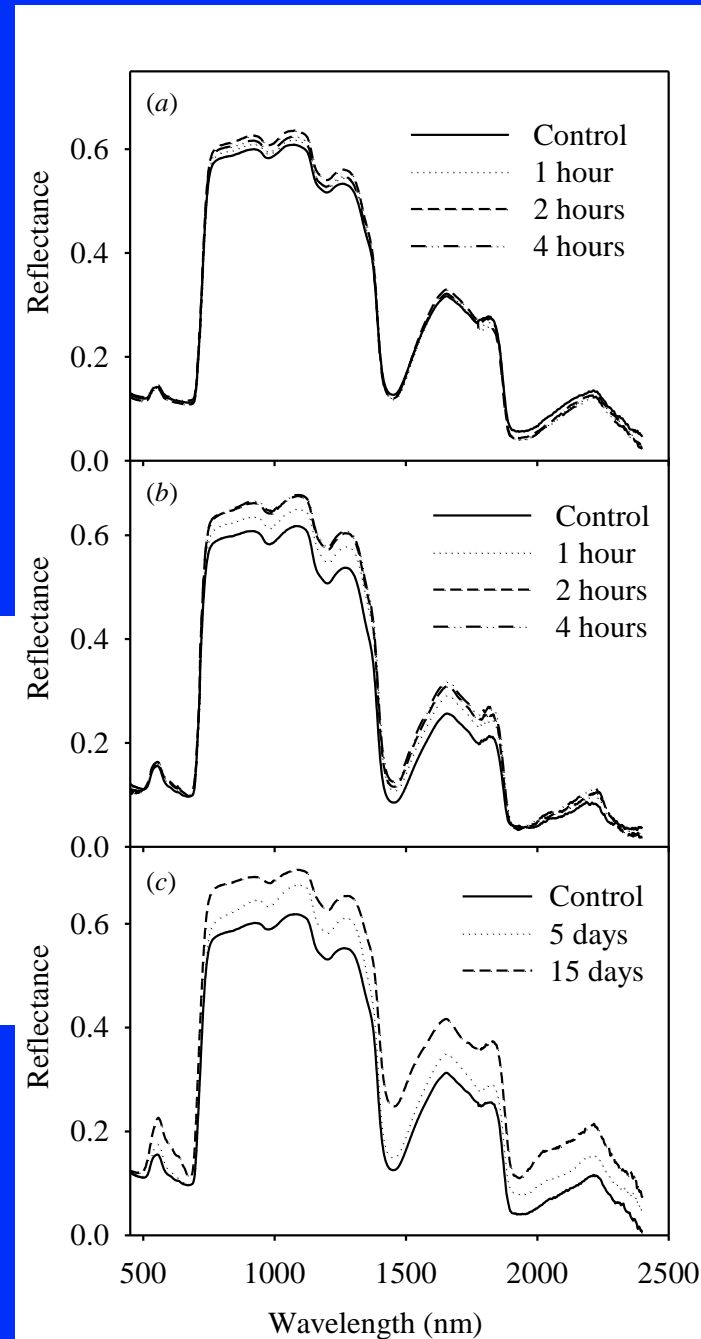 (a)
Control
1 hour
2 hours
4 hours
Reflectance
0.6
0.4
0.2
0.0
(b)
Control
1 hour
2 hours
4 hours
Reflectance
0.6
0.4
0.2
0.0
(c)
Control
5 days
15 days
Reflectance
0.6
0.4
0.2
0.0
500 1000 1500 2000 2500
Wavelength (nm)